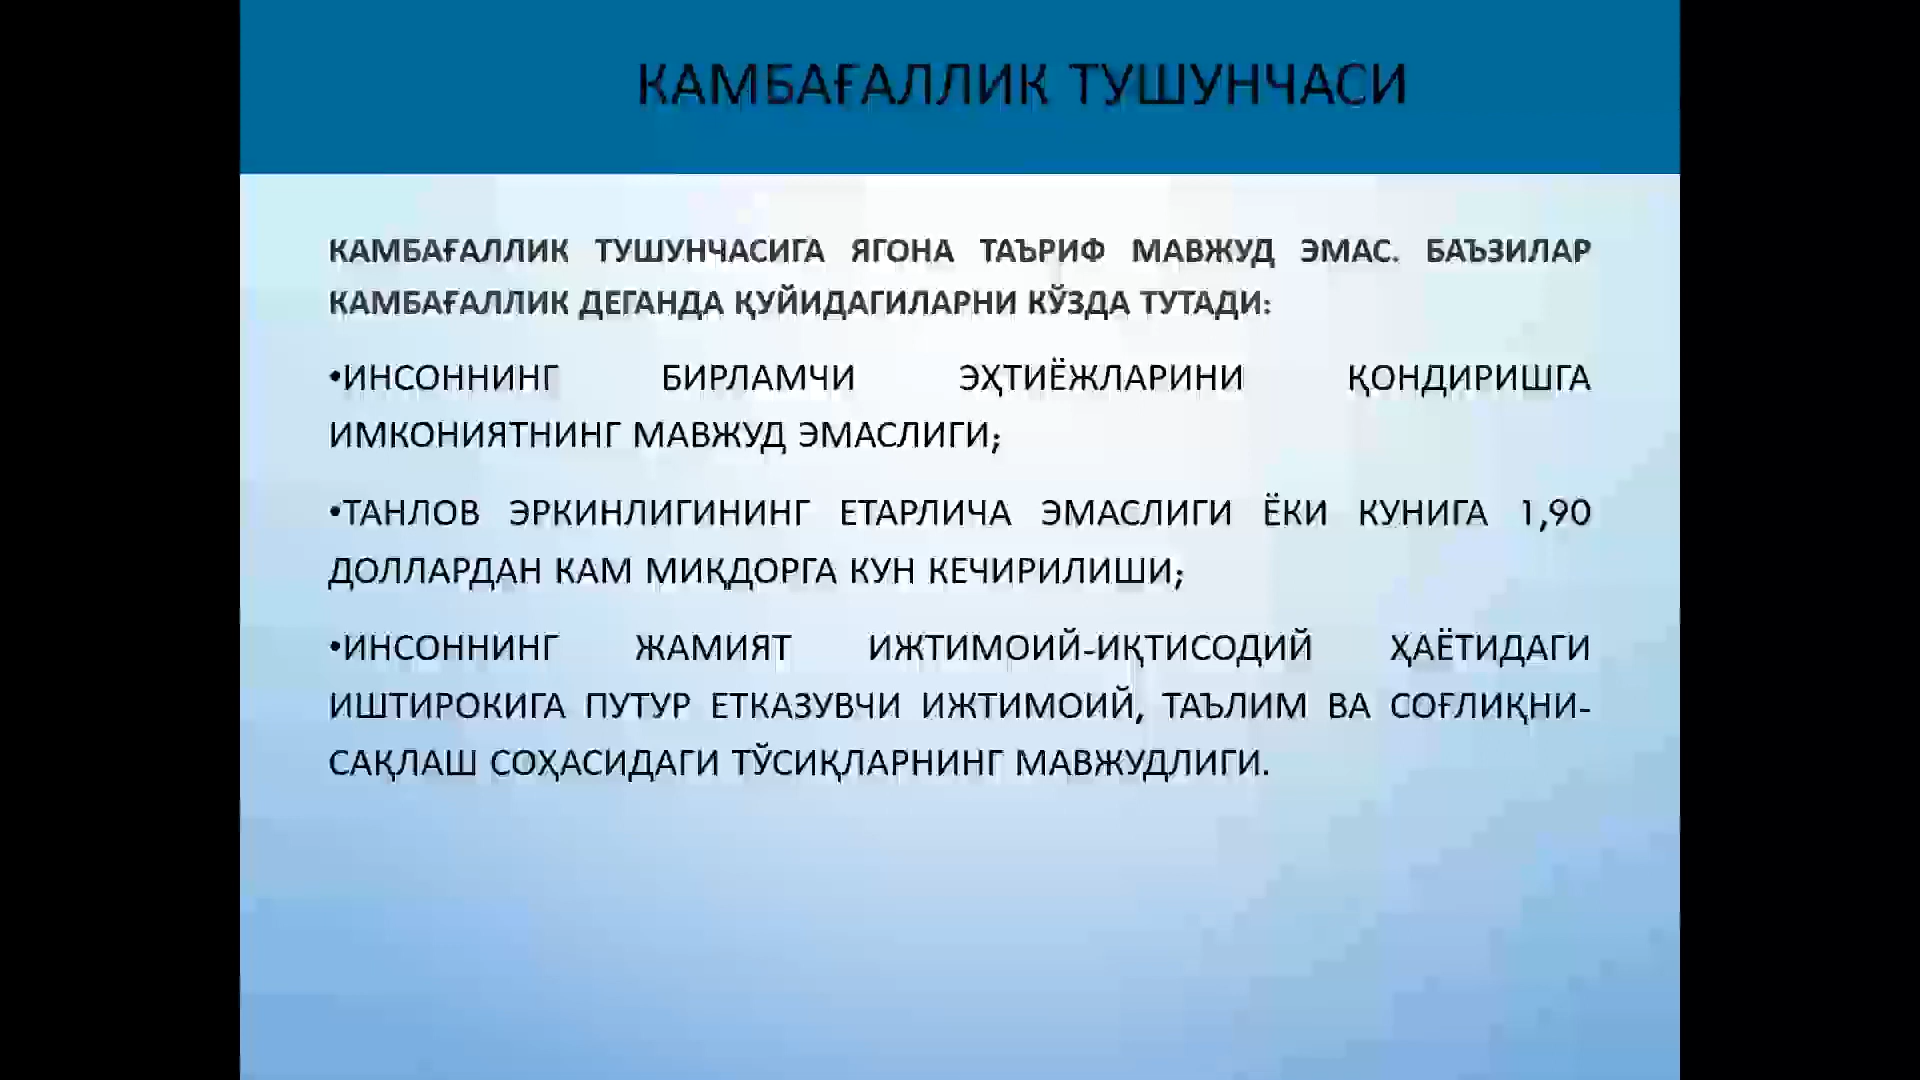 КАМБАҒАЛЛИК ТУШУНЧАСИ
КАМБАҒАЛЛИК ТУШУНЧАСИГА ЯГОНА ТАЪРИФ МАВЖУД ЭМАС. БАЪЗИЛАР
КАМБАҒАЛЛИК ДЕГАНДА ҚУЙИДАГИЛАРНИ КЎЗДА ТУТАДИ:
•ИНСОННИНГ БИРЛАМЧИ ЭҲТИЁЖЛАРИНИ ҚОНДИРИШГА
ИМКОНИЯТНИНГ МАВЖУД ЭМАСЛИГИ;
•ТАНЛОВ ЭРКИНЛИГИНИНГ ЕТАРЛИЧА ЭМАСЛИГИ ЁКИ КУНИГА 1,90
ДОЛЛАРДАН КАМ МИҚДОРГА КУН КЕЧИРИЛИШИ;
•ИНСОННИНГ ЖАМИЯТ ИЖТИМОИЙ-ИҚТИСОДИЙ ҲАЁТИДАГИ
ИШТИРОКИГА ПУТУР ЕТКАЗУВЧИ ИЖТИМОИЙ, ТАЪЛИМ ВА СОҒЛИҚНИ-
САҚЛАШ СОҲАСИДАГИ ТЎСИҚЛАРНИНГ МАВЖУДЛИГИ.